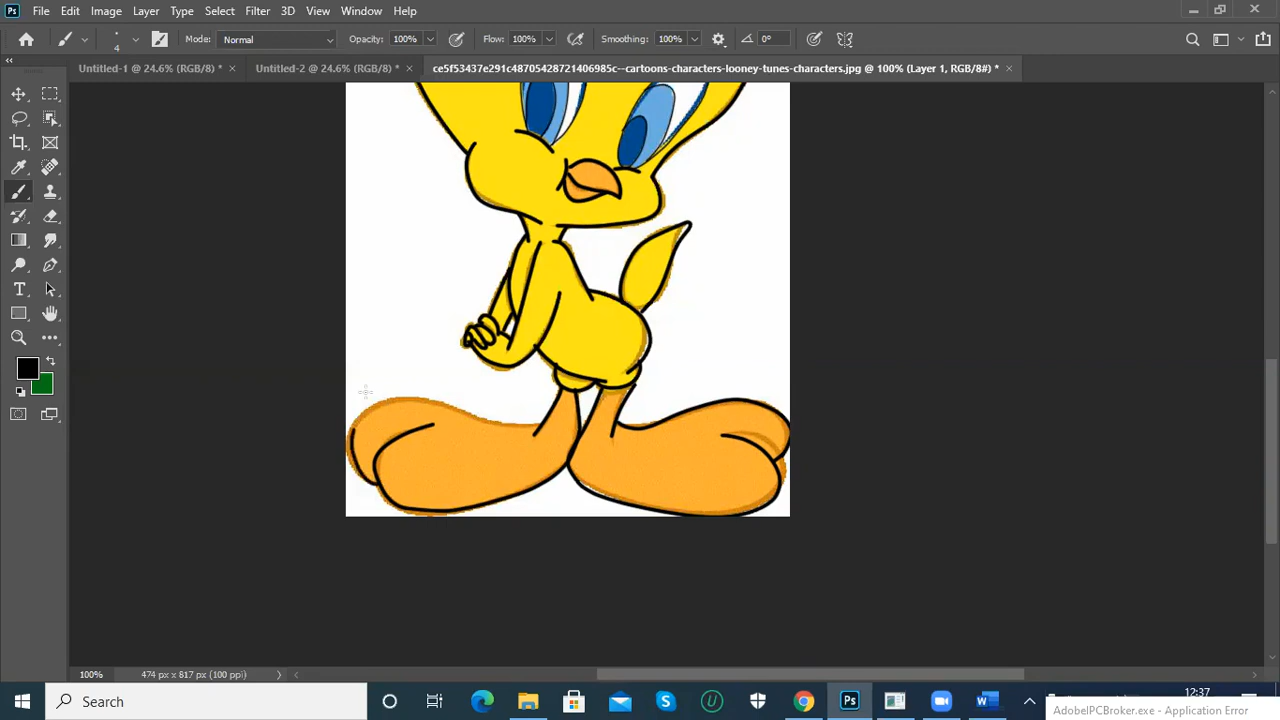 Ps File Edit Image Layer Type Select Filter 3D View Window Help
4 Mode: Normal Opacity: 100% Flow: 100% Smoothing: 100% 0°
Untitled-1 @ 24.6% (RGB/8) * × Untitled-2 @ 24.6% (RGB/8) * × ce5f53437e291c48705428721406985c--cartoons-characters-looney-tunes-characters.jpg @ 100% (Layer 1, RGB/8#) * ×
T
100% 474 px x 817 px (100 ppi)
Search
S U Ps W
12:37
AdobeIPCBroker.exe - Application Error